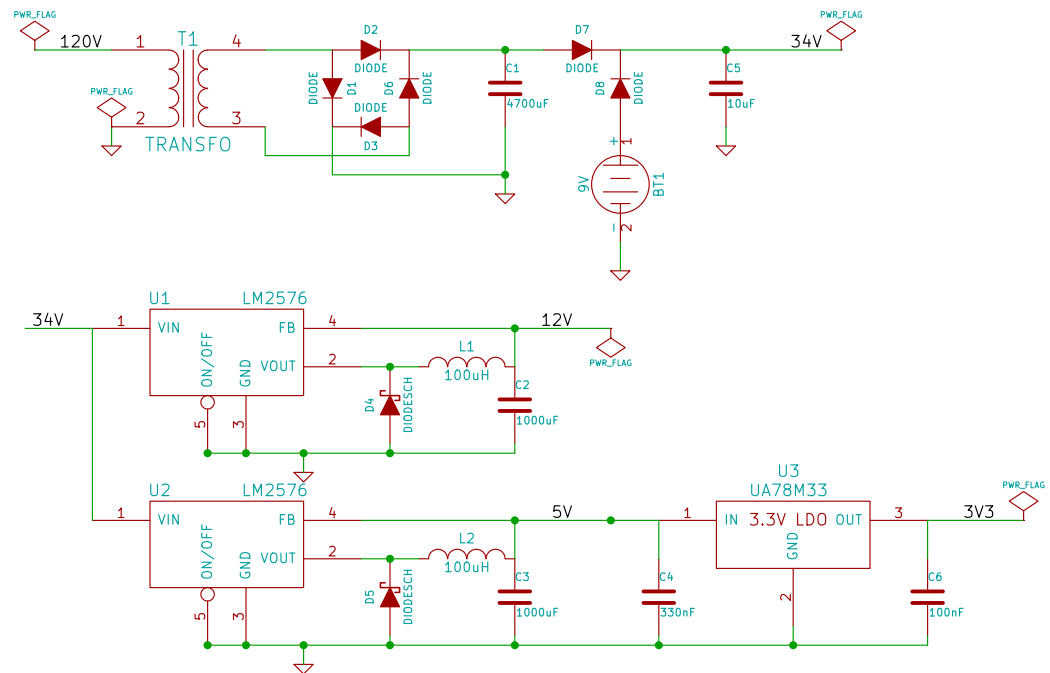 PWR_FLAG
120V
1
T1
4
PWR_FLAG
2
3
TRANSFO
D2
DIODE
DIODE
D1
D6
DIODE
DIODE
D3
C1
4700uF
D7
DIODE
D8
DIODE
34V
PWR_FLAG
C5
10uF
+
1
9V
BT1
-
2
34V
U1
LM2576
1
VIN
FB
4
12V
PWR_FLAG
ON/OFF
GND
VOUT
2
L1
100uH
5
3
D4
DIODESCH
C2
1000uF
U2
LM2576
1
VIN
FB
4
5V
ON/OFF
GND
VOUT
2
L2
100uH
5
3
D5
DIODESCH
C3
1000uF
C4
330nF
U3
UA78M33
1
IN
3.3V LDO
OUT
3
GND
2
3V3
PWR_FLAG
C6
100nF